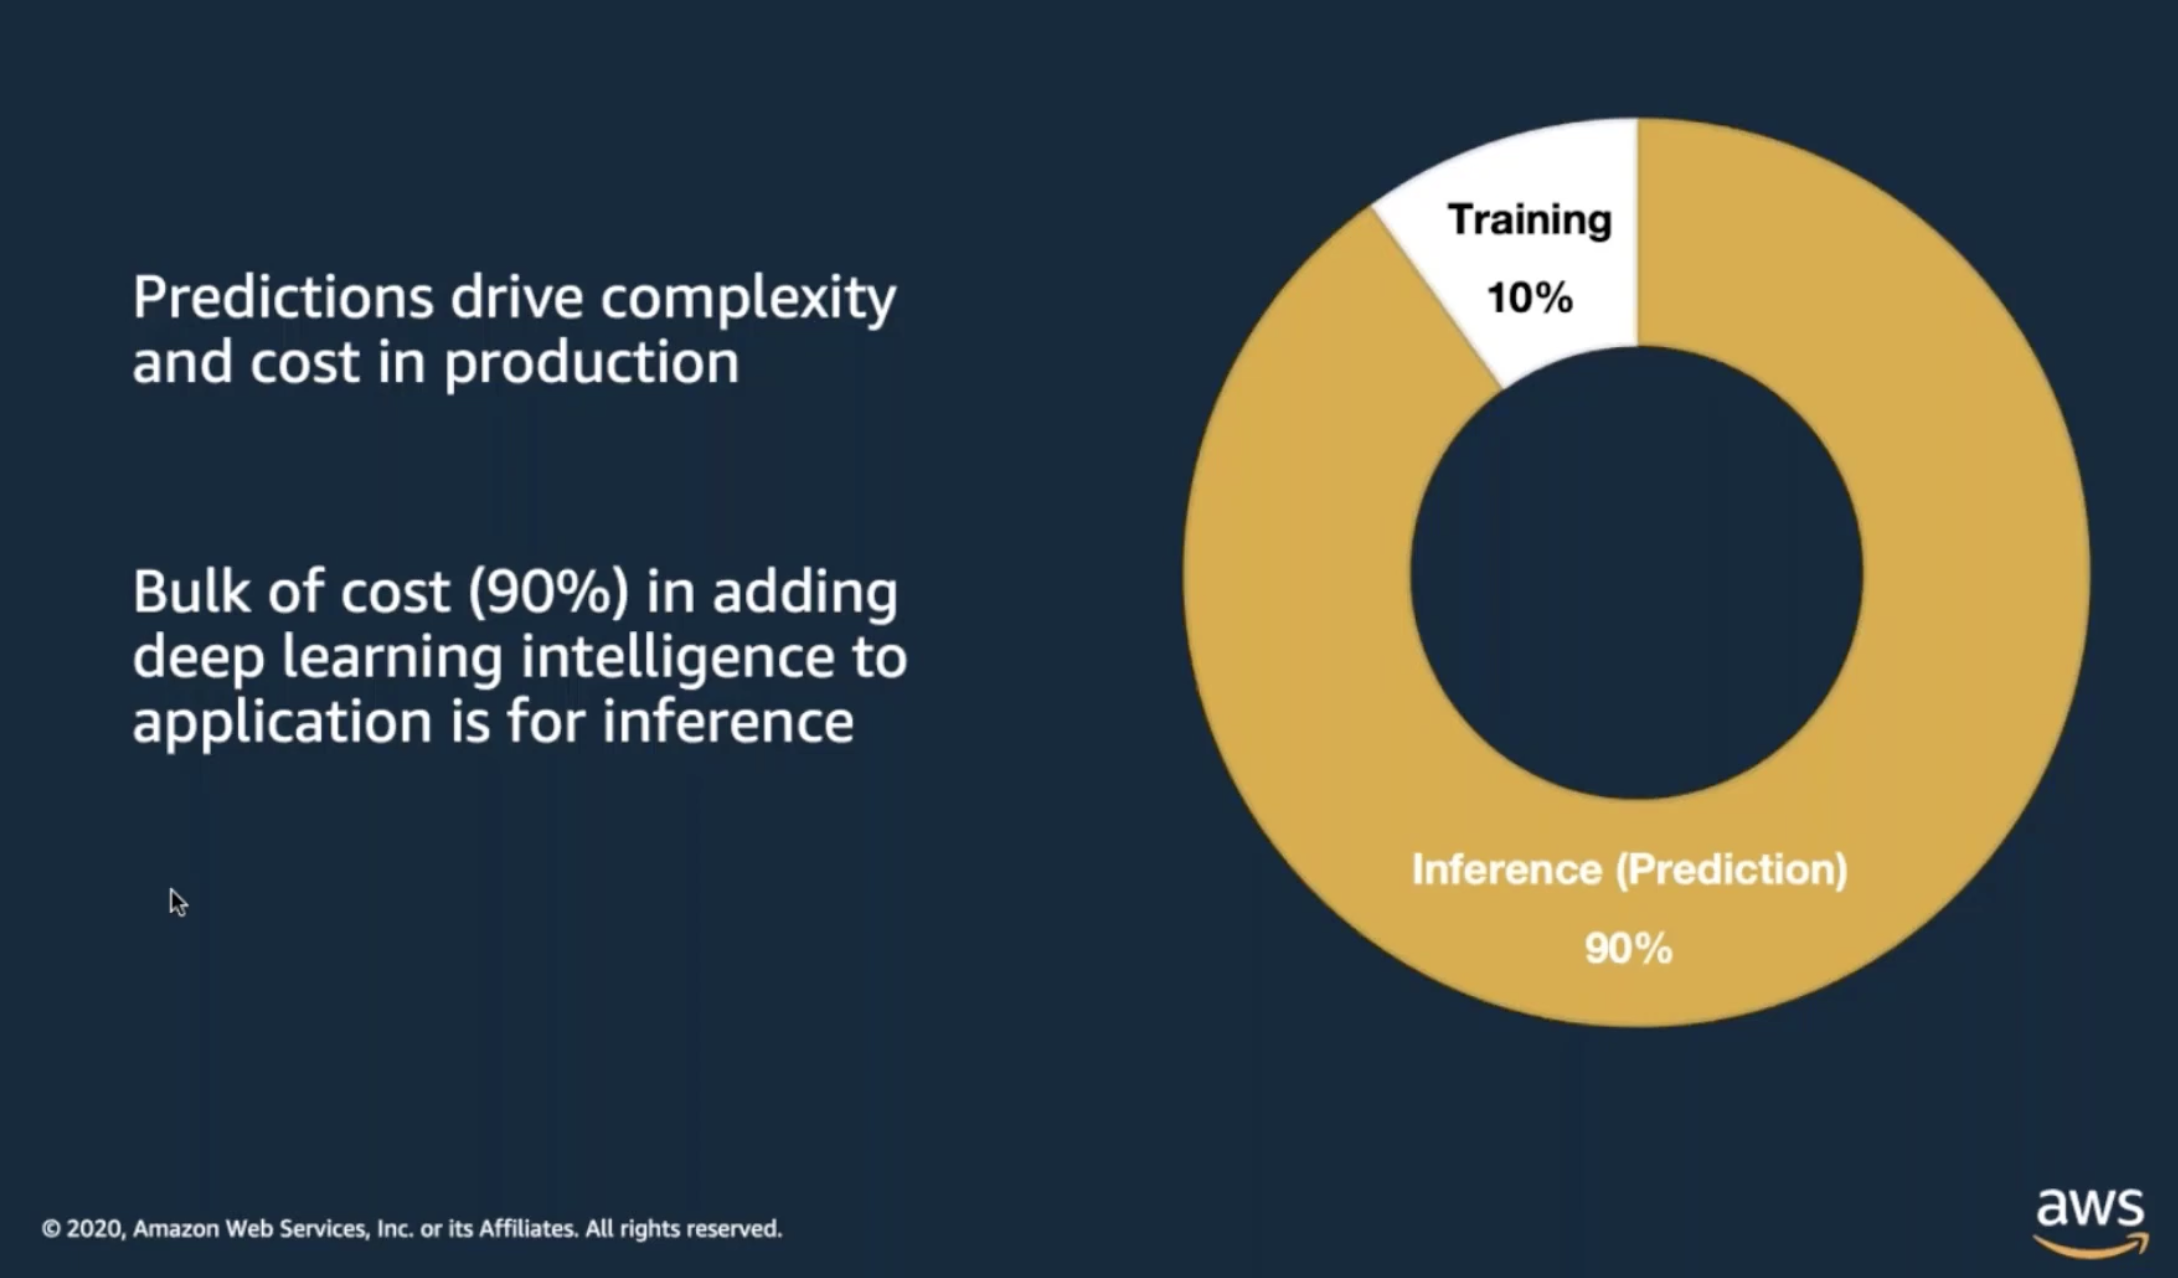 Predictions drive complexity
and cost in production
Bulk of cost (90%) in adding
deep learning intelligence to
application is for inference
Training
10%
Inference (Prediction)
90%
© 2020, Amazon Web Services, Inc. or its Affiliates. All rights reserved.
aws